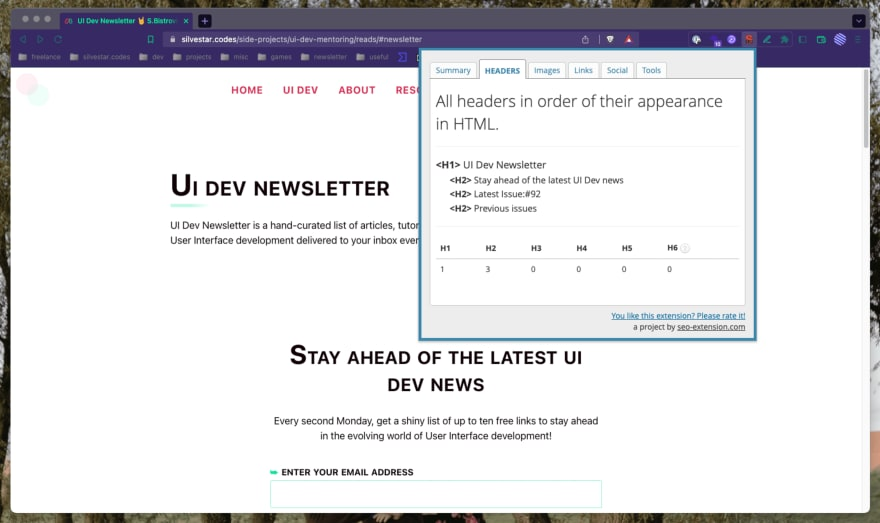 UI Dev Newsletter 🤘 S.Bistrov
silvestar.codes/side-projects/ui-dev-mentoring/reads/#newsletter
10
freelance silvestar.codes dev projects misc games newsletter useful
Summary HEADERS Images Links Social Tools
All headers in order of their appearance
in HTML.
<H1> UI Dev Newsletter
<H2> Stay ahead of the latest UI Dev news
<H2> Latest Issue:#92
<H2> Previous issues
H1 H2 H3 H4 H5 H6
1 3 0 0 0 0
You like this extension? Please rate it!
a project by seo-extension.com
HOME UI DEV ABOUT
UI DEV NEWSLETTER
UI Dev Newsletter is a hand-curated list of articles,
User Interface development delivered to your inbox
STAY AHEAD OF THE LATEST UI
DEV NEWS
Every second Monday, get a shiny list of up to ten free links to stay ahead
in the evolving world of User Interface development!
ENTER YOUR EMAIL ADDRESS